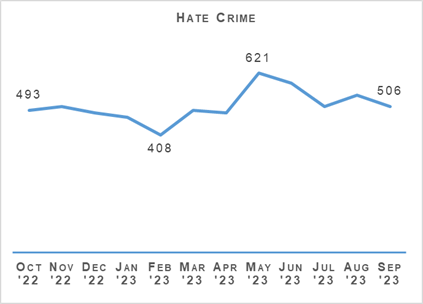 Hate Crime
621
493
506
408
Oct Nov Dec Jan Feb Mar Apr May Jun Jul Aug Sep
'22 '22 '22 '23 '23 '23 '23 '23 '23 '23 '23 '23